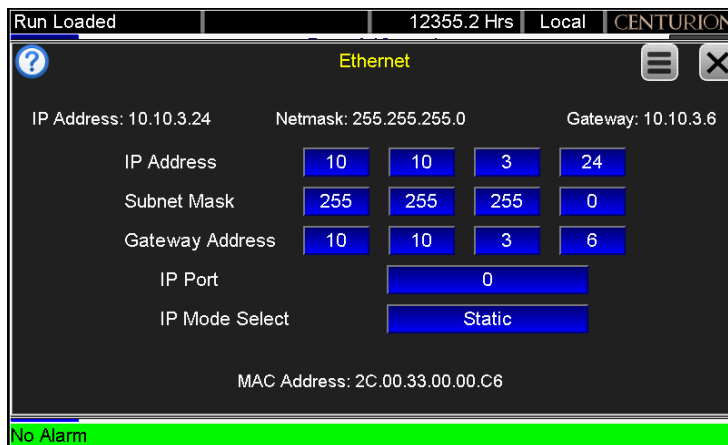 Run Loaded 12355.2 Hrs Local CENTURION
? Ethernet
IP Address: 10.10.3.24 Netmask: 255.255.255.0 Gateway: 10.10.3.6
IP Address 10 10 3 24
Subnet Mask 255 255 255 0
Gateway Address 10 10 3 6
IP Port 0
IP Mode Select Static
MAC Address: 2C.00.33.00.00.C6
No Alarm